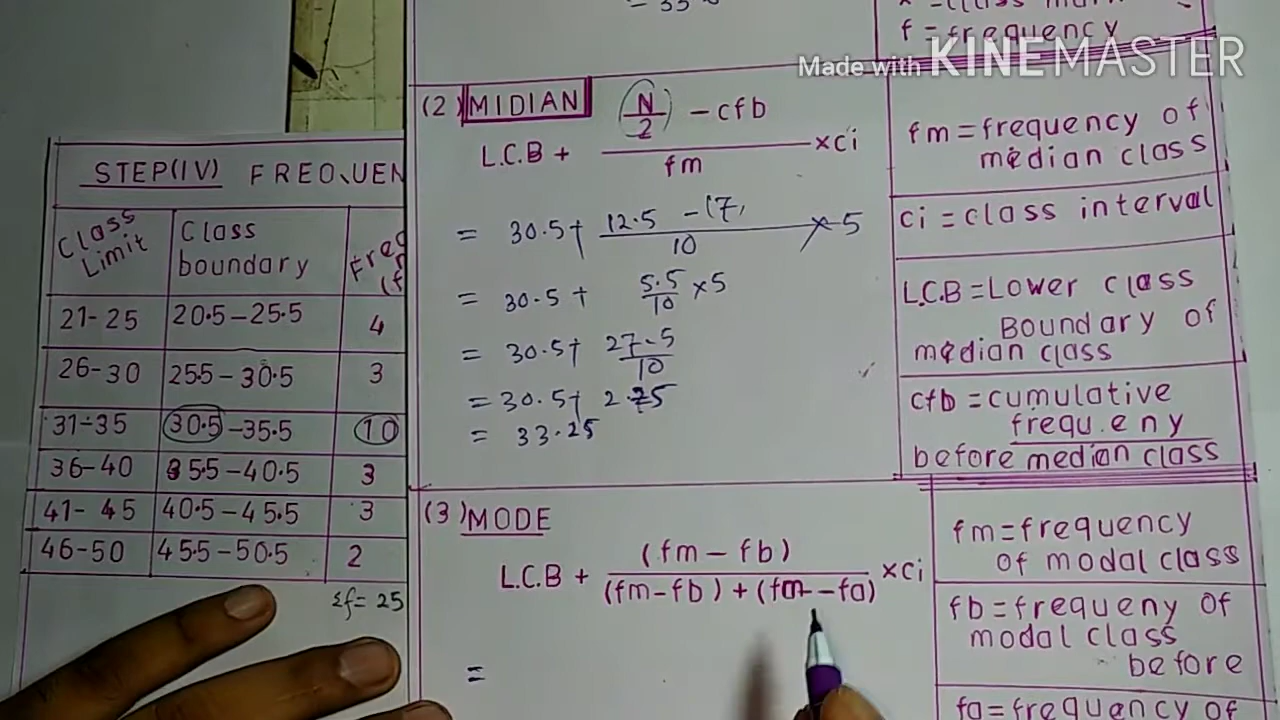 = 33
f = frequency
Made with KINEMASTER
STEP(IV) FREQUEN
Class Limit Class boundary
21-25 20.5-25.5 4
26-30 25.5-30.5 3
31-35 30.5-35.5 10
36-40 35.5-40.5 3
41-45 40.5-45.5 3
46-50 45.5-50.5 2
Σf= 25
(2) MIDIAN
N/2 - cfb
L.C.B + ×Ci
fm
= 30.5+ 12.5 - (7) × 5
10
= 30.5 + 5.5/10 ×5
= 30.5+ 27.5/10
= 30.5+ 2.75
= 33.25
fm = frequency of
median class
Ci = class interval
L.C.B = Lower class
Boundary of
median class
cfb = cumulative
frequ.eny
before median class
(3) MODE
(fm - fb)
L.C.B + ×Ci
(fm-fb) + (fm-fa)
=
fm = frequency
of modal class
fb = frequeny of
modal class
before
fa = frequency of